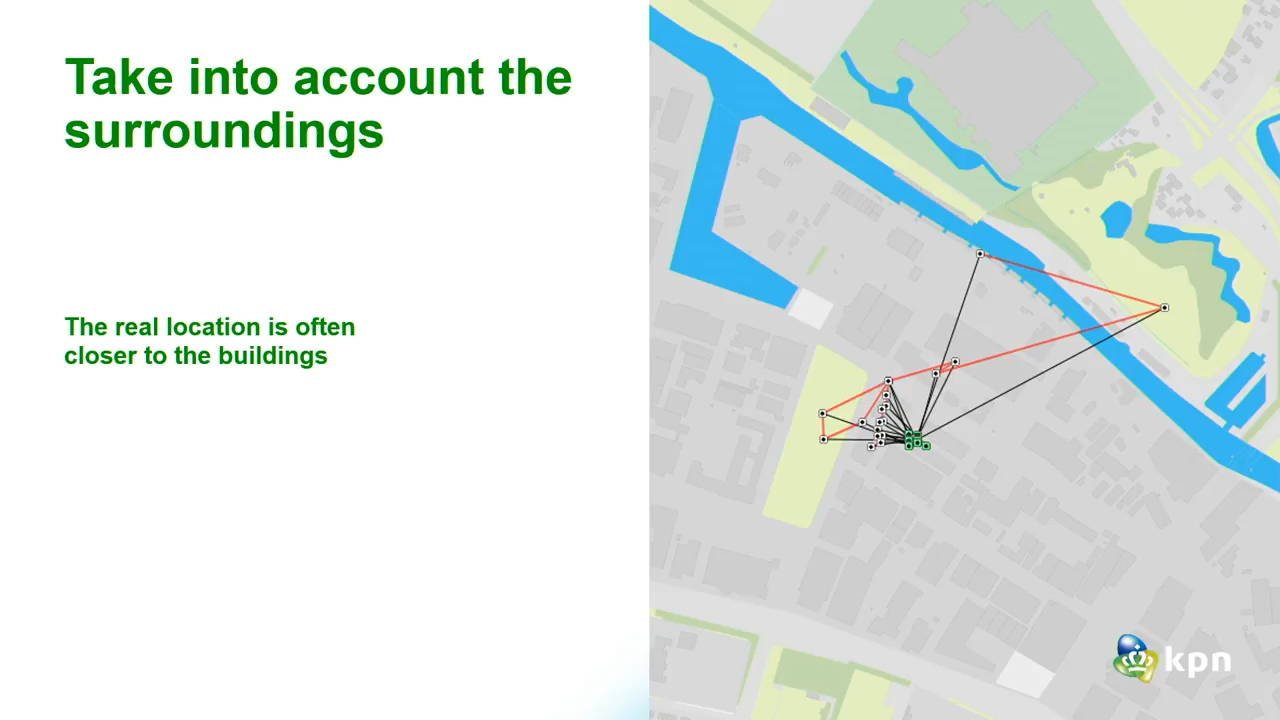 Take into account the
surroundings
The real location is often
closer to the buildings
kpn